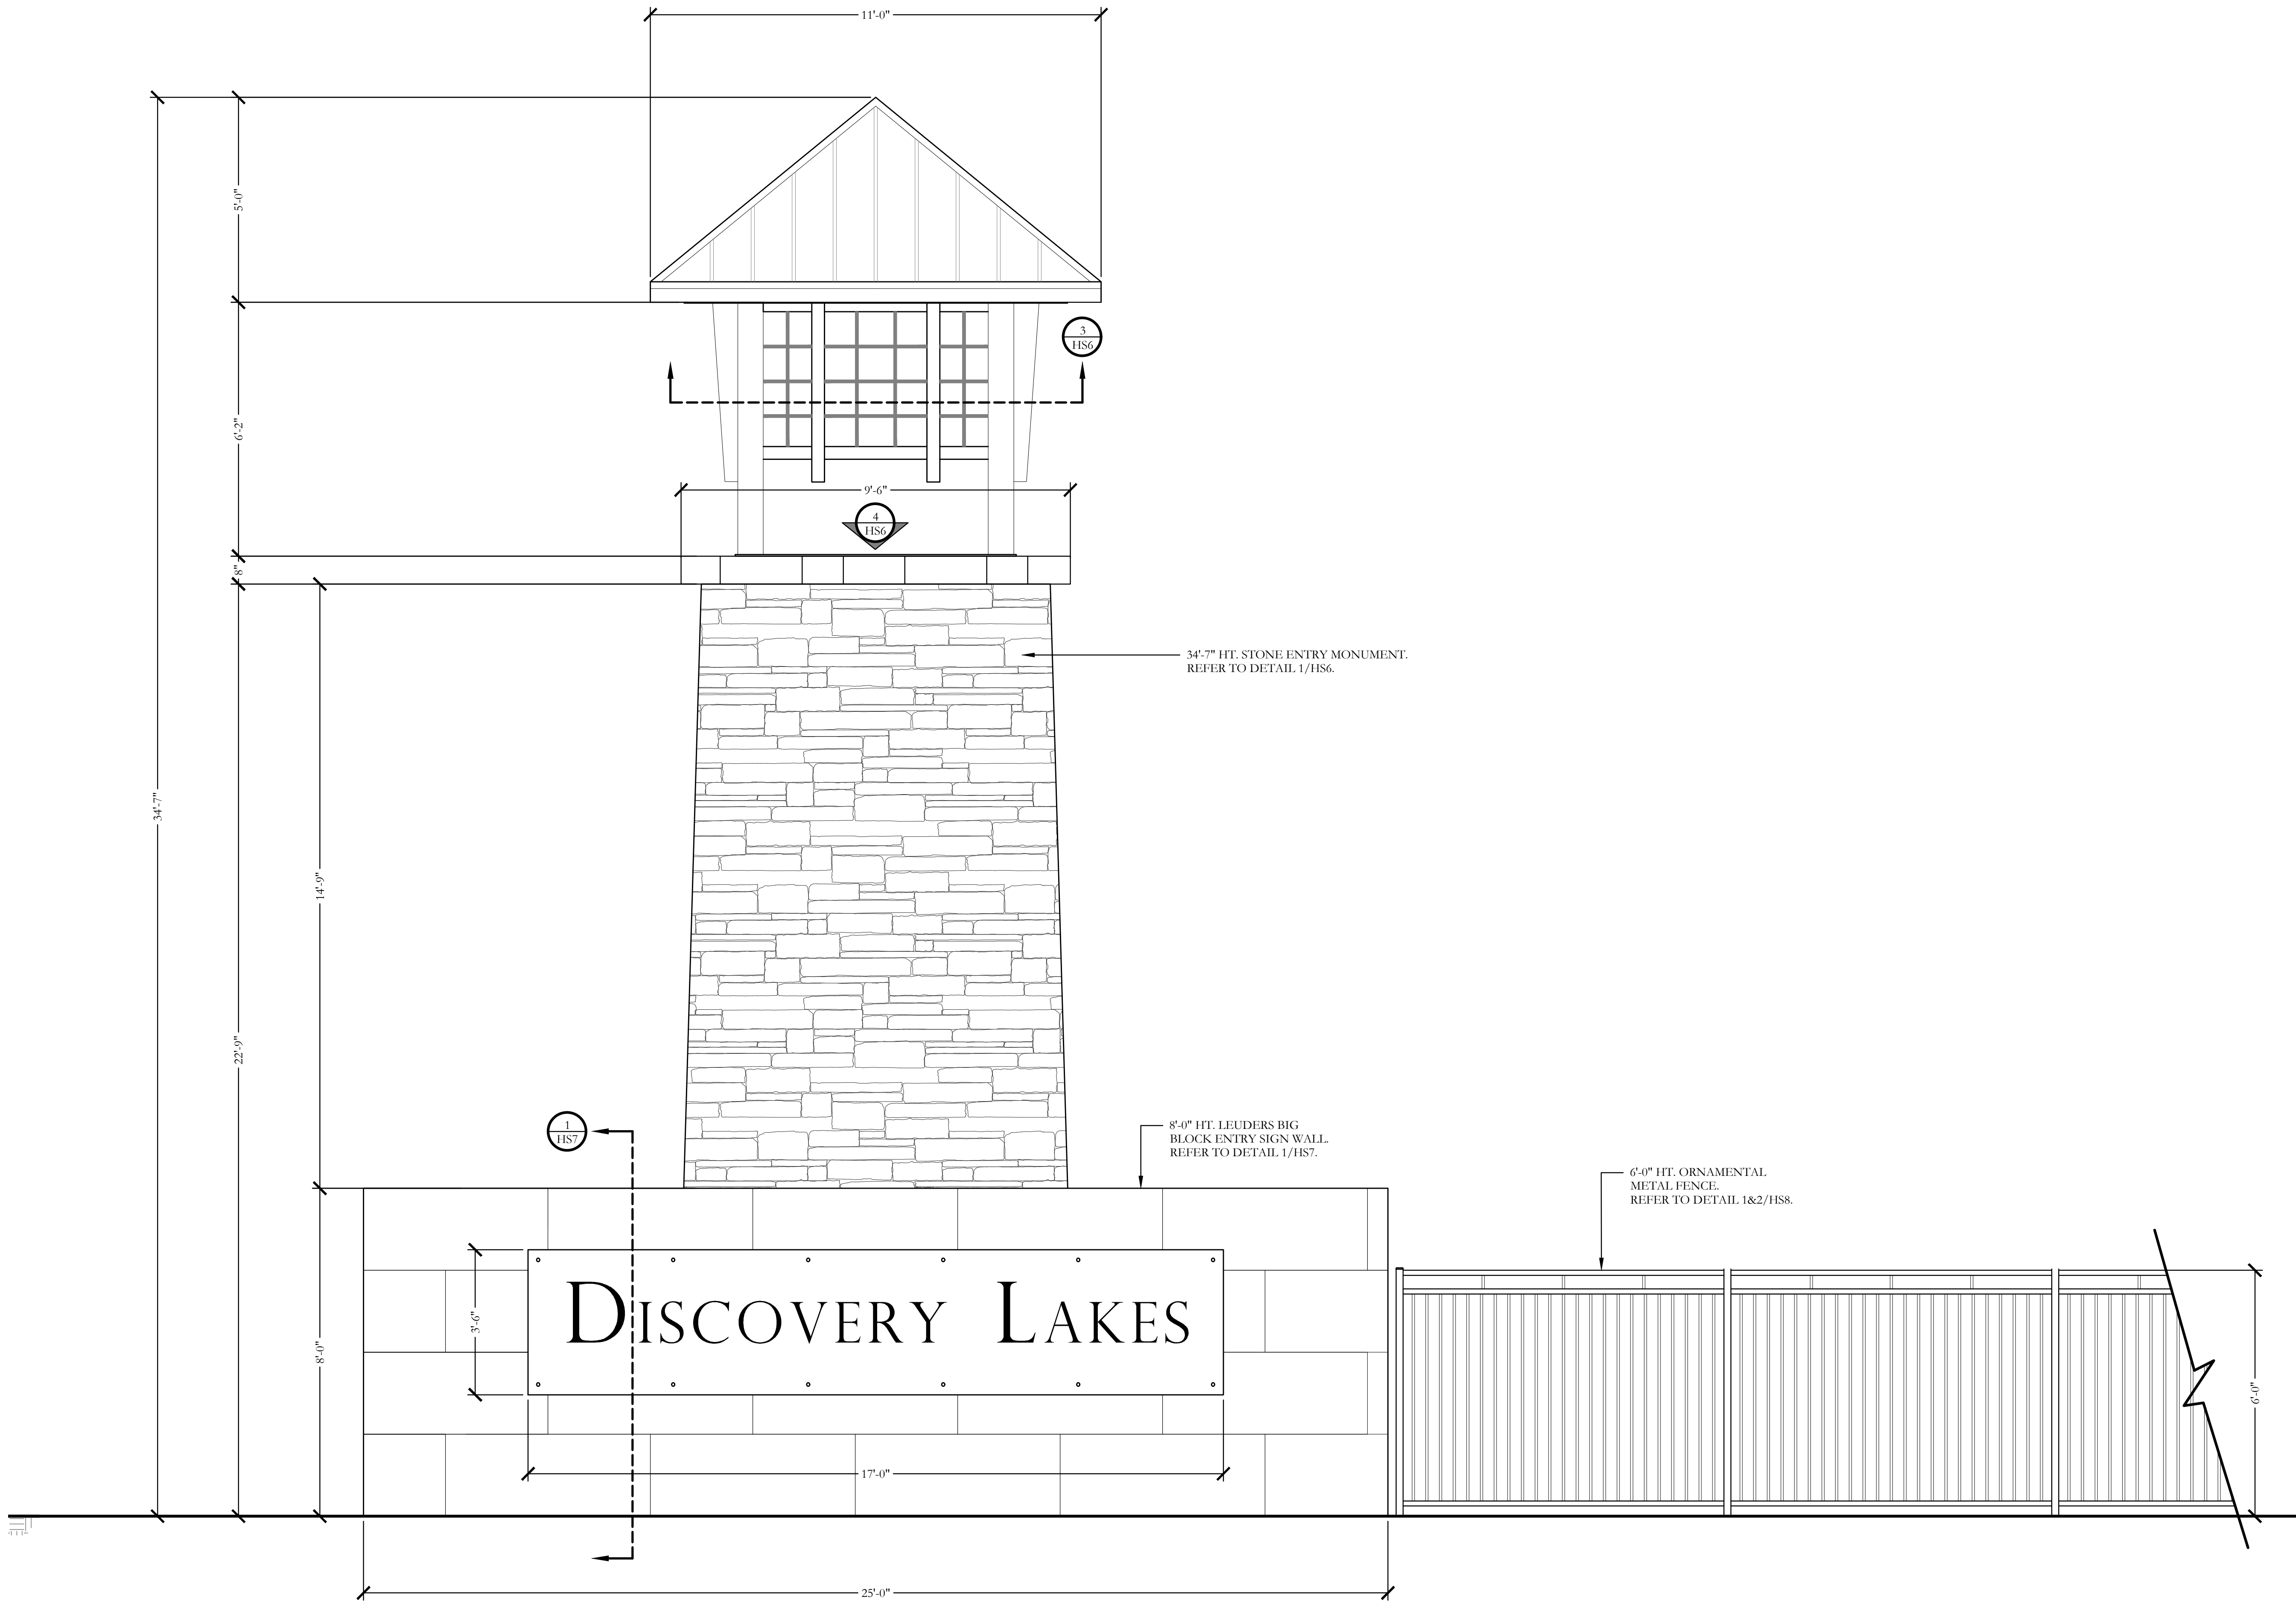 11'-0"
5'-0"
3
HS6
6'-2"
9'-6"
4
HS6
8"
34'-7" HT. STONE ENTRY MONUMENT.
REFER TO DETAIL 1/HS6.
34'-7"
14'-9"
22'-9"
1
HS7
8'-0" HT. LEUDERS BIG
BLOCK ENTRY SIGN WALL.
REFER TO DETAIL 1/HS7.
6'-0" HT. ORNAMENTAL
METAL FENCE.
REFER TO DETAIL 1&2/HS8.
3'-6"
DISCOVERY LAKES
8'-0"
6'-0"
17'-0"
25'-0"